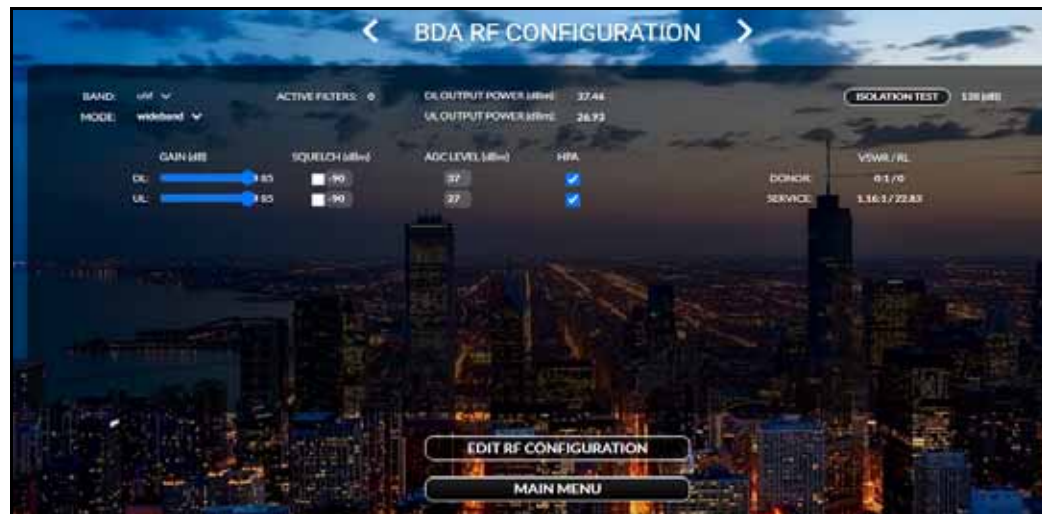 BDA RF CONFIGURATION
BAND: uhf ACTIVE FILTERS: 0 DL OUTPUT POWER (dBm): 37.46 ISOLATION TEST 128 (dB)
MODE: wideband UL OUTPUT POWER (dBm): 26.93
GAIN (dB) SQUELCH (dBm) AGC LEVEL (dBm) HPA VSWR / RL
DL: 85 -90 37 DONOR: 0:1 / 0
UL: 85 -90 27 SERVICE: 1.16:1 / 22.83
EDIT RF CONFIGURATION
MAIN MENU